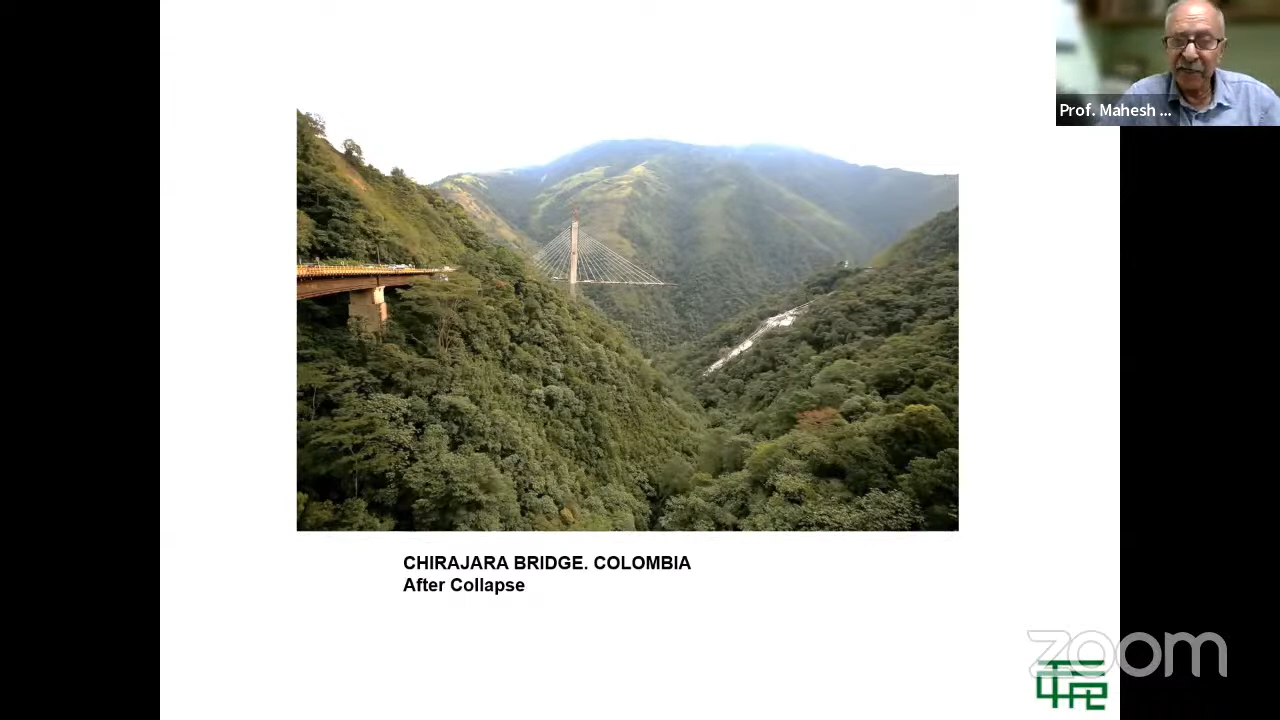 Prof. Mahesh ...
CHIRAJARA BRIDGE. COLOMBIA
After Collapse
zoom